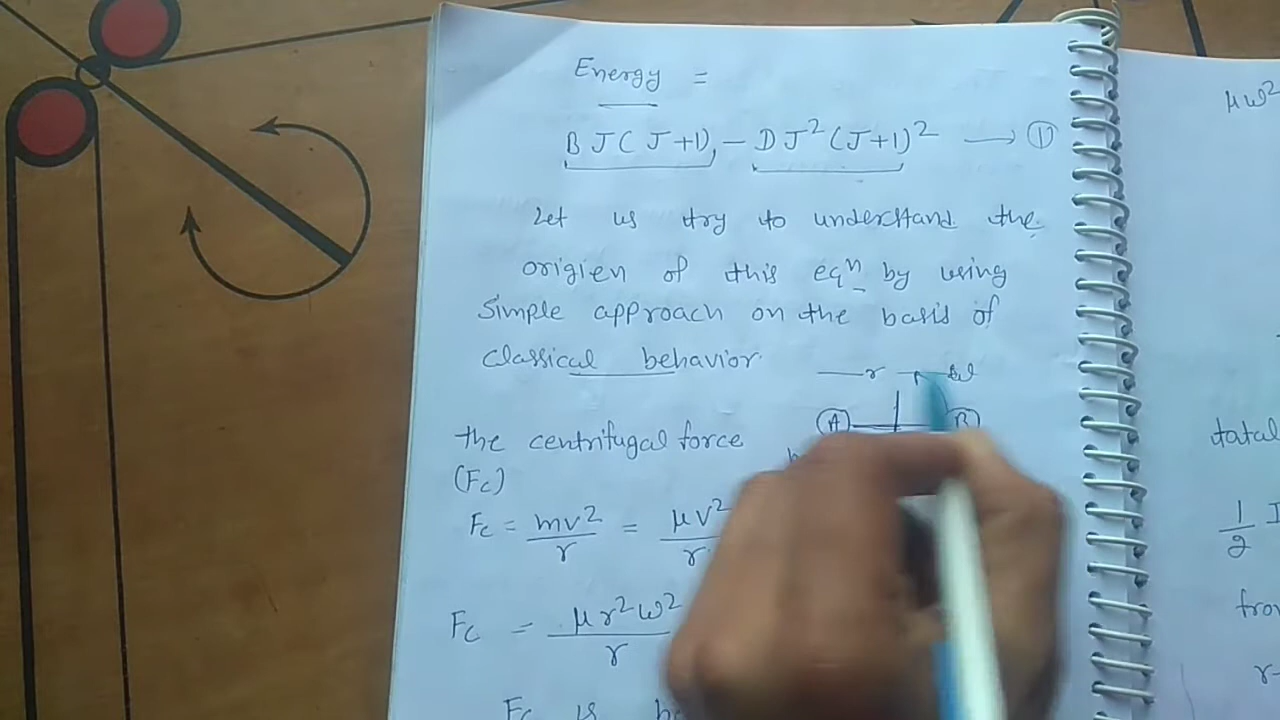 Energy =
BJ(J+1) - DJ²(J+1)² → ①
Let us try to understand the
origien of this eqⁿ by using
simple approach on the basis of
classical behavior
r
A B
the centrifugal force
(Fc)
Fc = mv²/r = μv²/r
Fc = μr²ω²/r
Fc is
μω²
tatal
1/2 I
from
r-